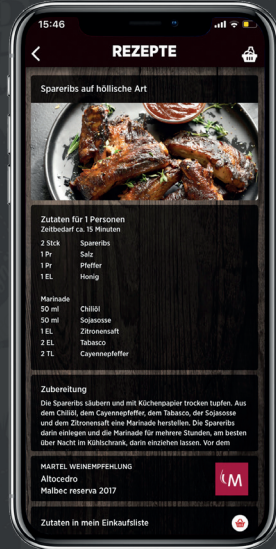 15:46
REZEPTE
Spareribs auf höllische Art
Zutaten für 1 Personen
Zeitbedarf ca. 15 Minuten
2 Stck Spareribs
1 Pr Salz
1 Pr Pfeffer
1 EL Honig
Marinade
50 ml Chiliöl
50 ml Sojasosse
1 EL Zitronensaft
2 EL Tabasco
2 TL Cayennepfeffer
Zubereitung
Die Spareribs säubern und mit Küchenpapier trocken tupfen. Aus
dem Chiliöl, dem Cayennepfeffer, dem Tabasco, der Sojasosse
und dem Zitronensaft eine Marinade herstellen. Die Spareribs
darin einlegen und die Marinade für mehrere Stunden, am besten
über Nacht im Kühlschrank, darin einziehen lassen. Vor dem
MARTEL WEINEMPFEHLUNG
Altocedro
Malbec reserva 2017
M
Zutaten in mein Einkaufsliste